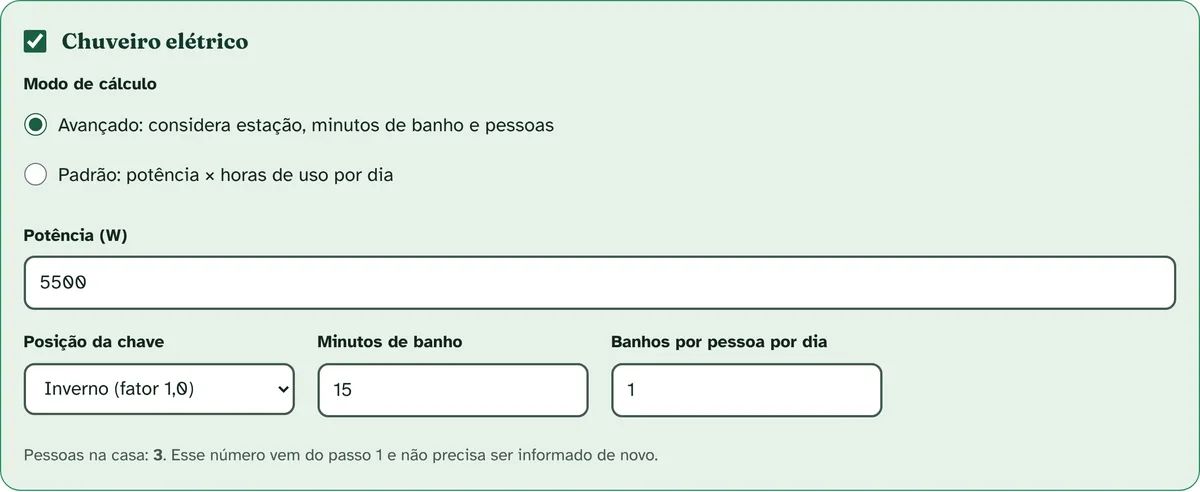 Chuveiro elétrico
Modo de cálculo
Avançado: considera estação, minutos de banho e pessoas
Padrão: potência × horas de uso por dia
Potência (W)
5500
Posição da chave
Minutos de banho
Banhos por pessoa por dia
Inverno (fator 1,0)
15
1
Pessoas na casa: 3. Esse número vem do passo 1 e não precisa ser informado de novo.